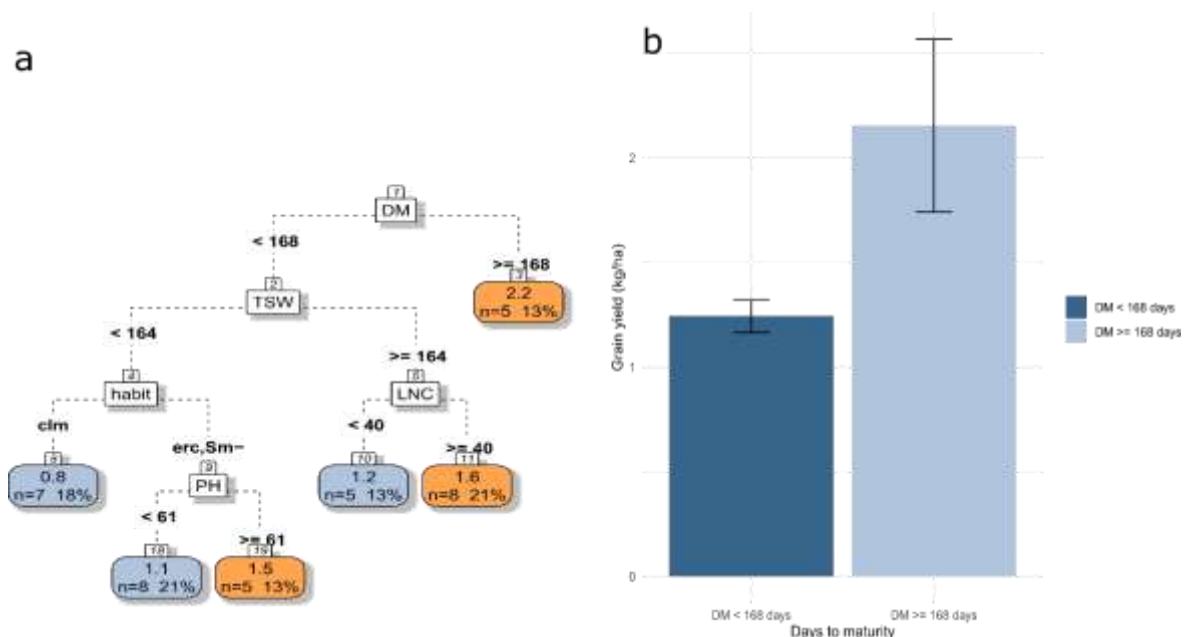 a
1
DM
< 168
>= 168
2
TSW
3
2.2
n=5 13%
< 164
>= 164
4
habit
5
LNC
clm
erc,Sm-
< 40
>= 40
8
0.8
n=7 18%
9
PH
10
1.2
n=5 13%
11
1.6
n=8 21%
< 61
>= 61
18
1.1
n=8 21%
19
1.5
n=5 13%
b
Grain yield (kg/ha)
2
1
0
DM < 168 days
DM >= 168 days
Days to maturity
DM < 168 days
DM >= 168 days